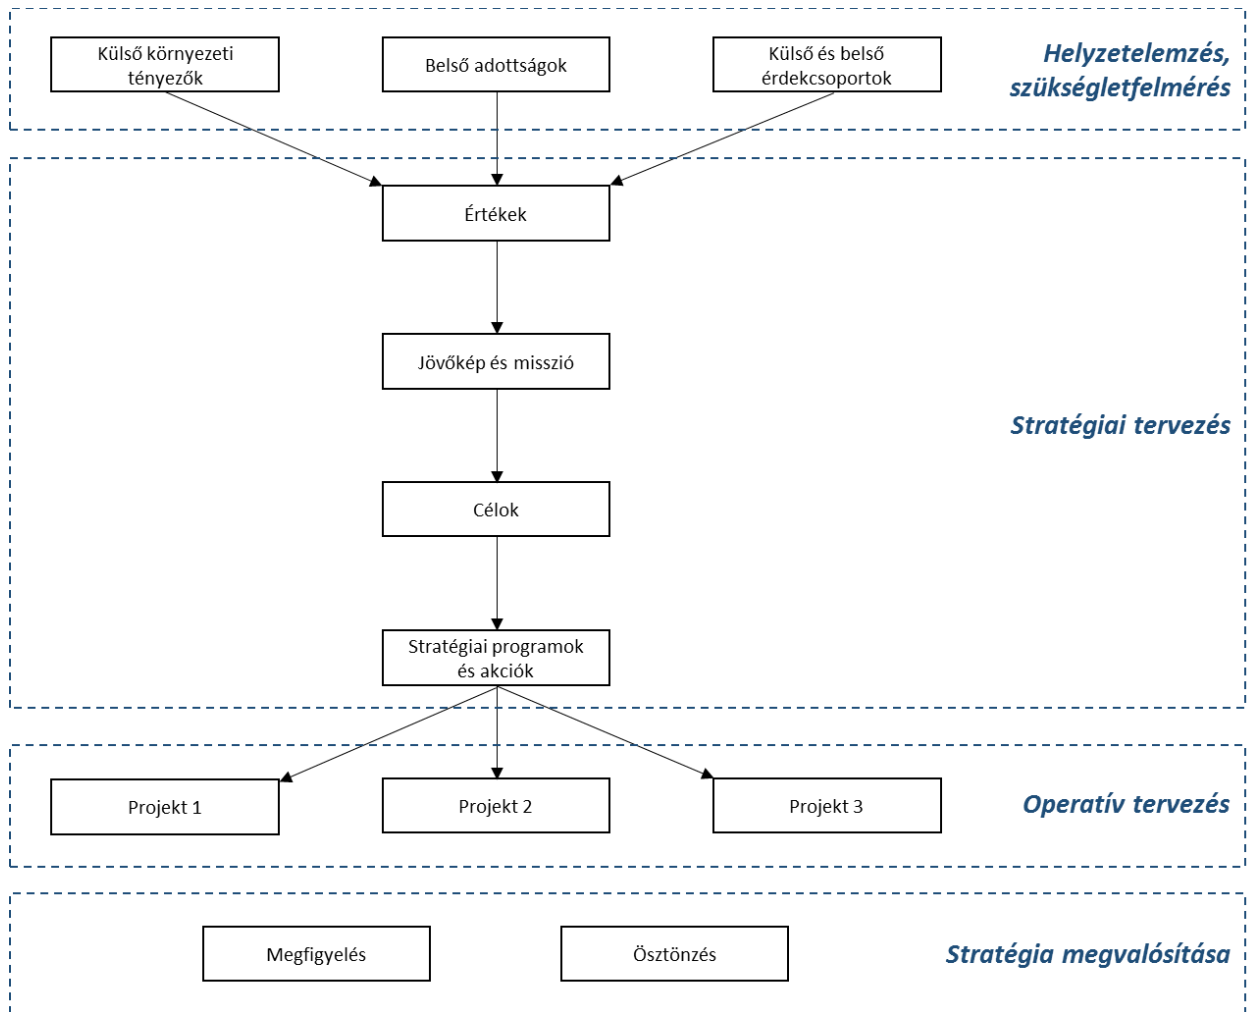 Külső környezeti
tényezők
Belső adottságok
Külső és belső
érdekcsoportok
Helyzetelemzés,
szükségletfelmérés
Értékek
Jövőkép és misszió
Stratégiai tervezés
Célok
Stratégiai programok
és akciók
Projekt 1
Projekt 2
Projekt 3
Operatív tervezés
Megfigyelés
Ösztönzés
Stratégia megvalósítása